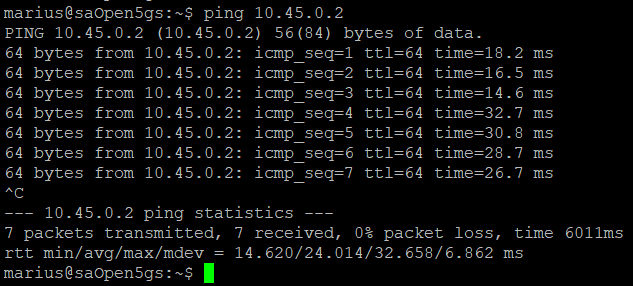 marius@saOpen5gs:~$ ping 10.45.0.2
PING 10.45.0.2 (10.45.0.2) 56(84) bytes of data.
64 bytes from 10.45.0.2: icmp_seq=1 ttl=64 time=18.2 ms
64 bytes from 10.45.0.2: icmp_seq=2 ttl=64 time=16.5 ms
64 bytes from 10.45.0.2: icmp_seq=3 ttl=64 time=14.6 ms
64 bytes from 10.45.0.2: icmp_seq=4 ttl=64 time=32.7 ms
64 bytes from 10.45.0.2: icmp_seq=5 ttl=64 time=30.8 ms
64 bytes from 10.45.0.2: icmp_seq=6 ttl=64 time=28.7 ms
64 bytes from 10.45.0.2: icmp_seq=7 ttl=64 time=26.7 ms
^C
--- 10.45.0.2 ping statistics ---
7 packets transmitted, 7 received, 0% packet loss, time 6011ms
rtt min/avg/max/mdev = 14.620/24.014/32.658/6.862 ms
marius@saOpen5gs:~$